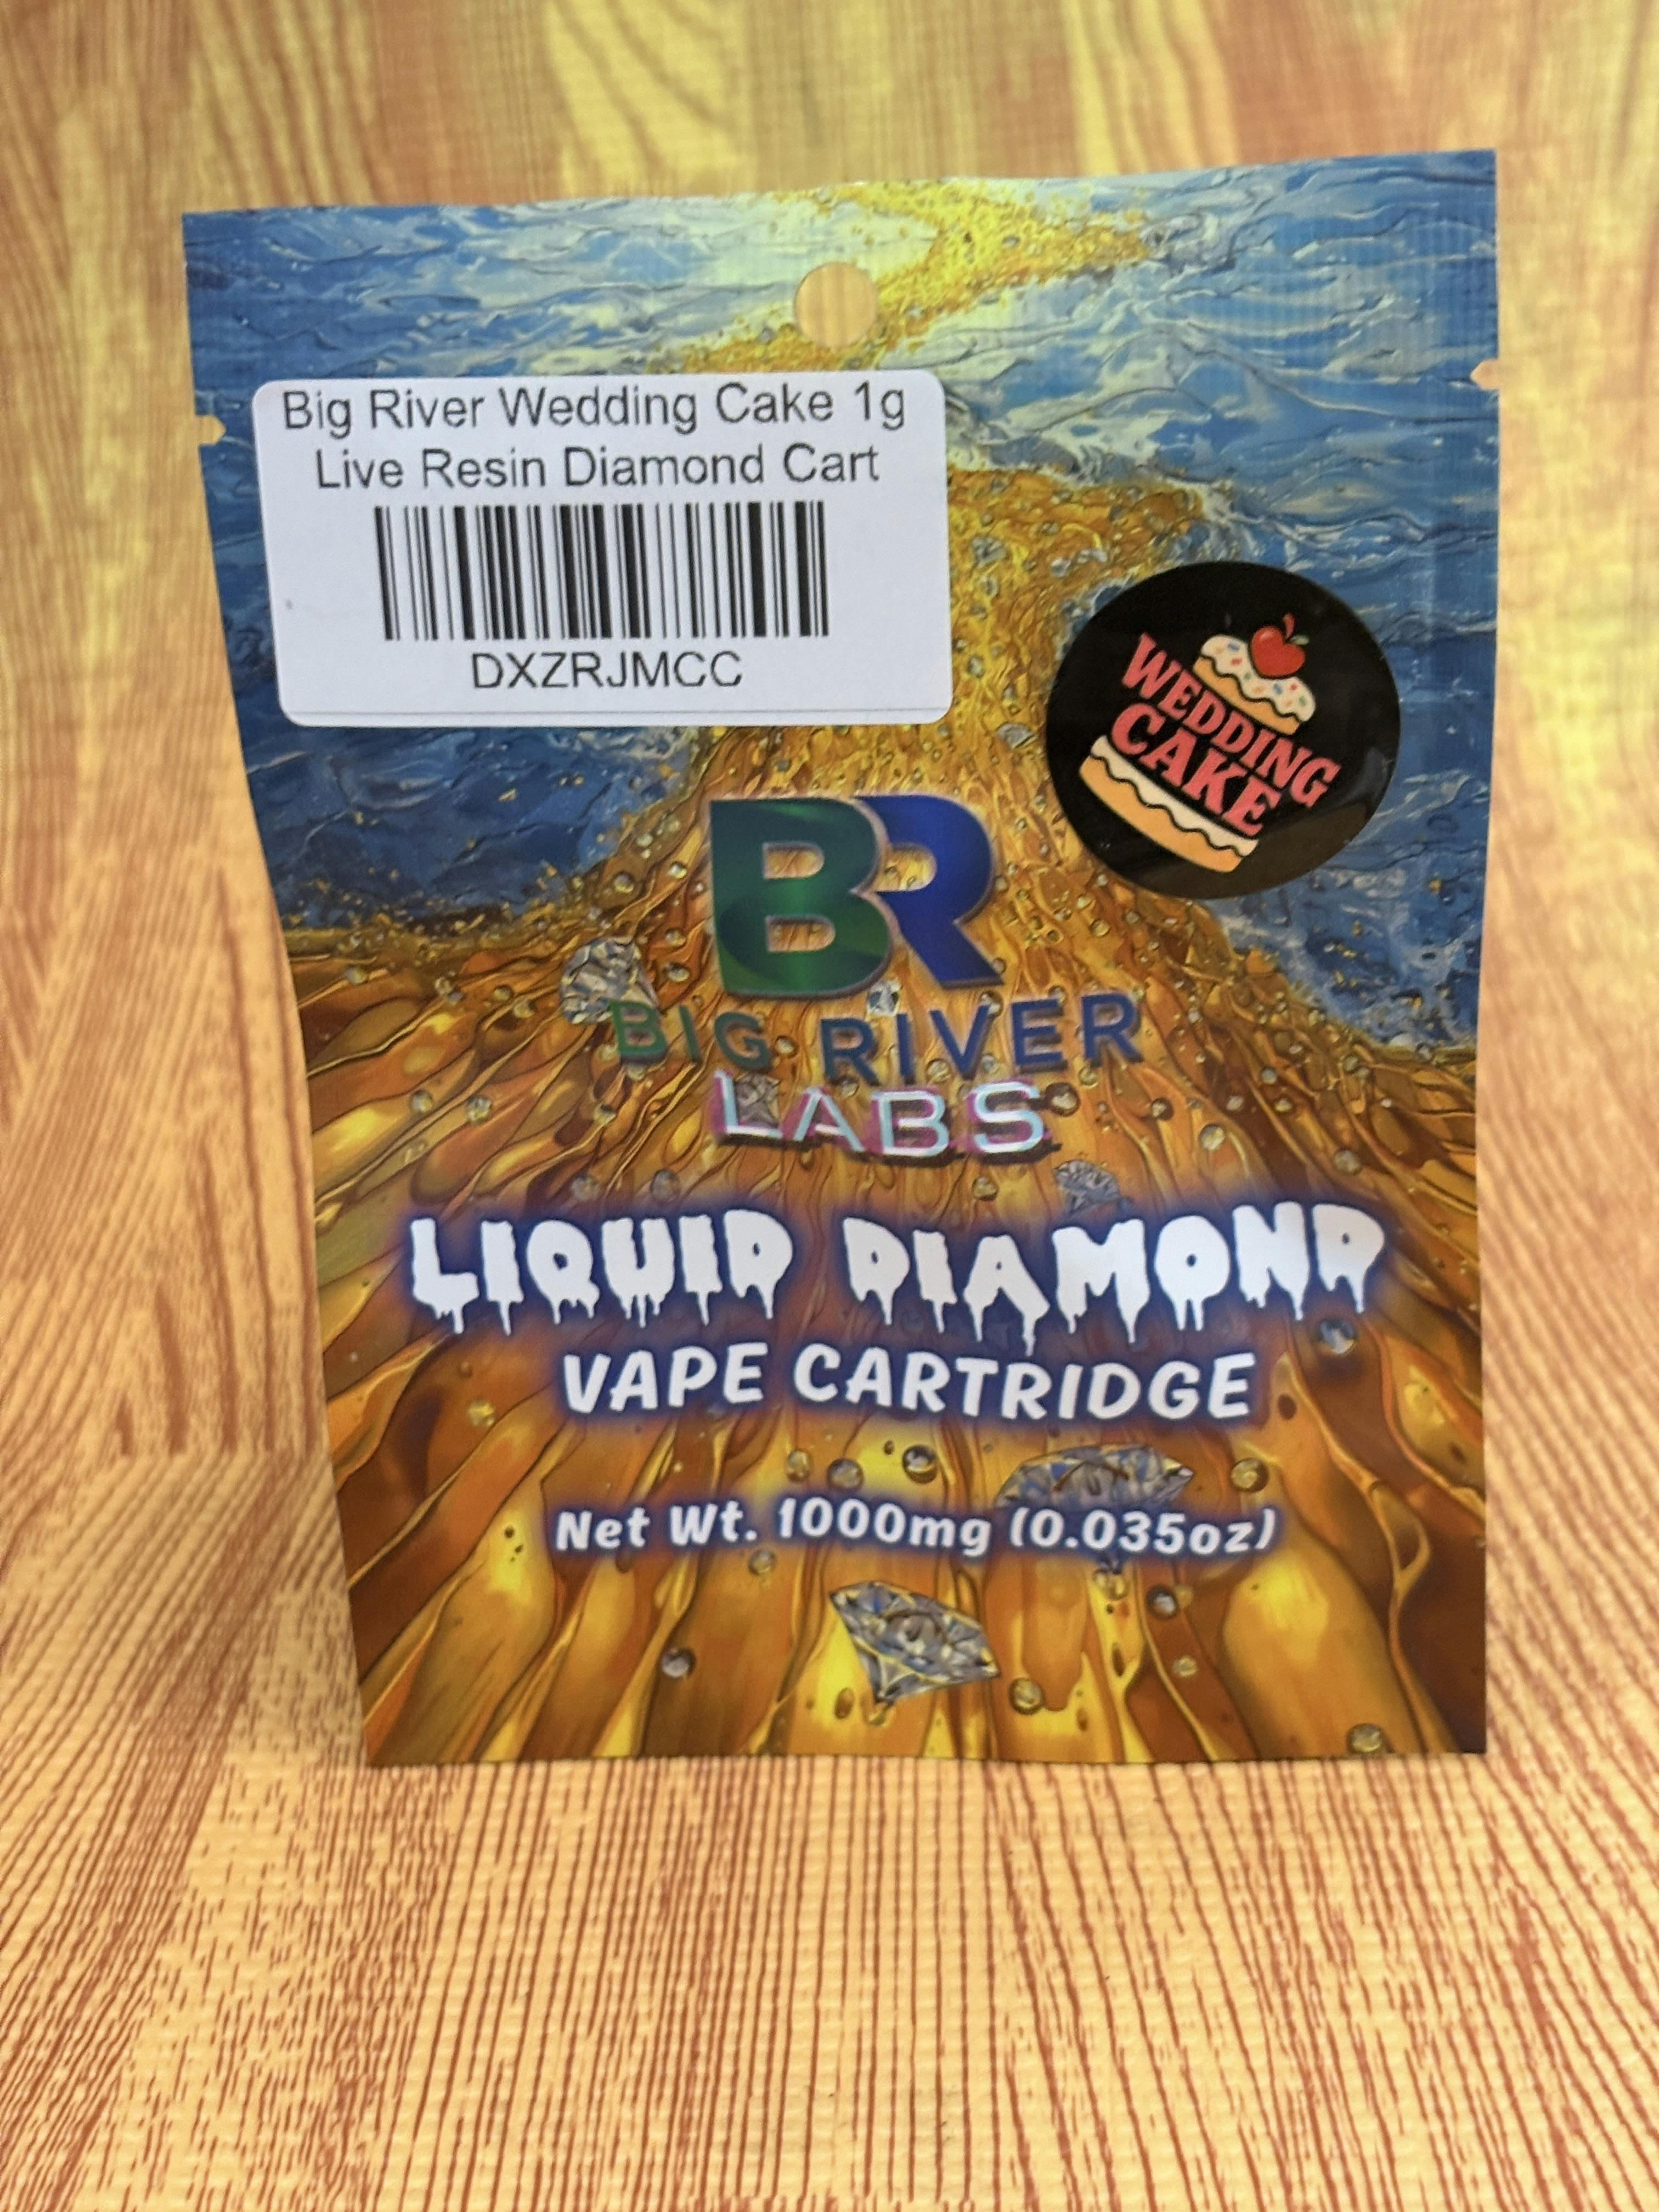 Big River Wedding Cake 1g
Live Resin Diamond Cart
DXZRJMCC
WEDDING
CAKE
BR
BIG RIVER
LABS
LIQUID DIAMOND
VAPE CARTRIDGE
Net Wt. 1000mg (0.035oz)